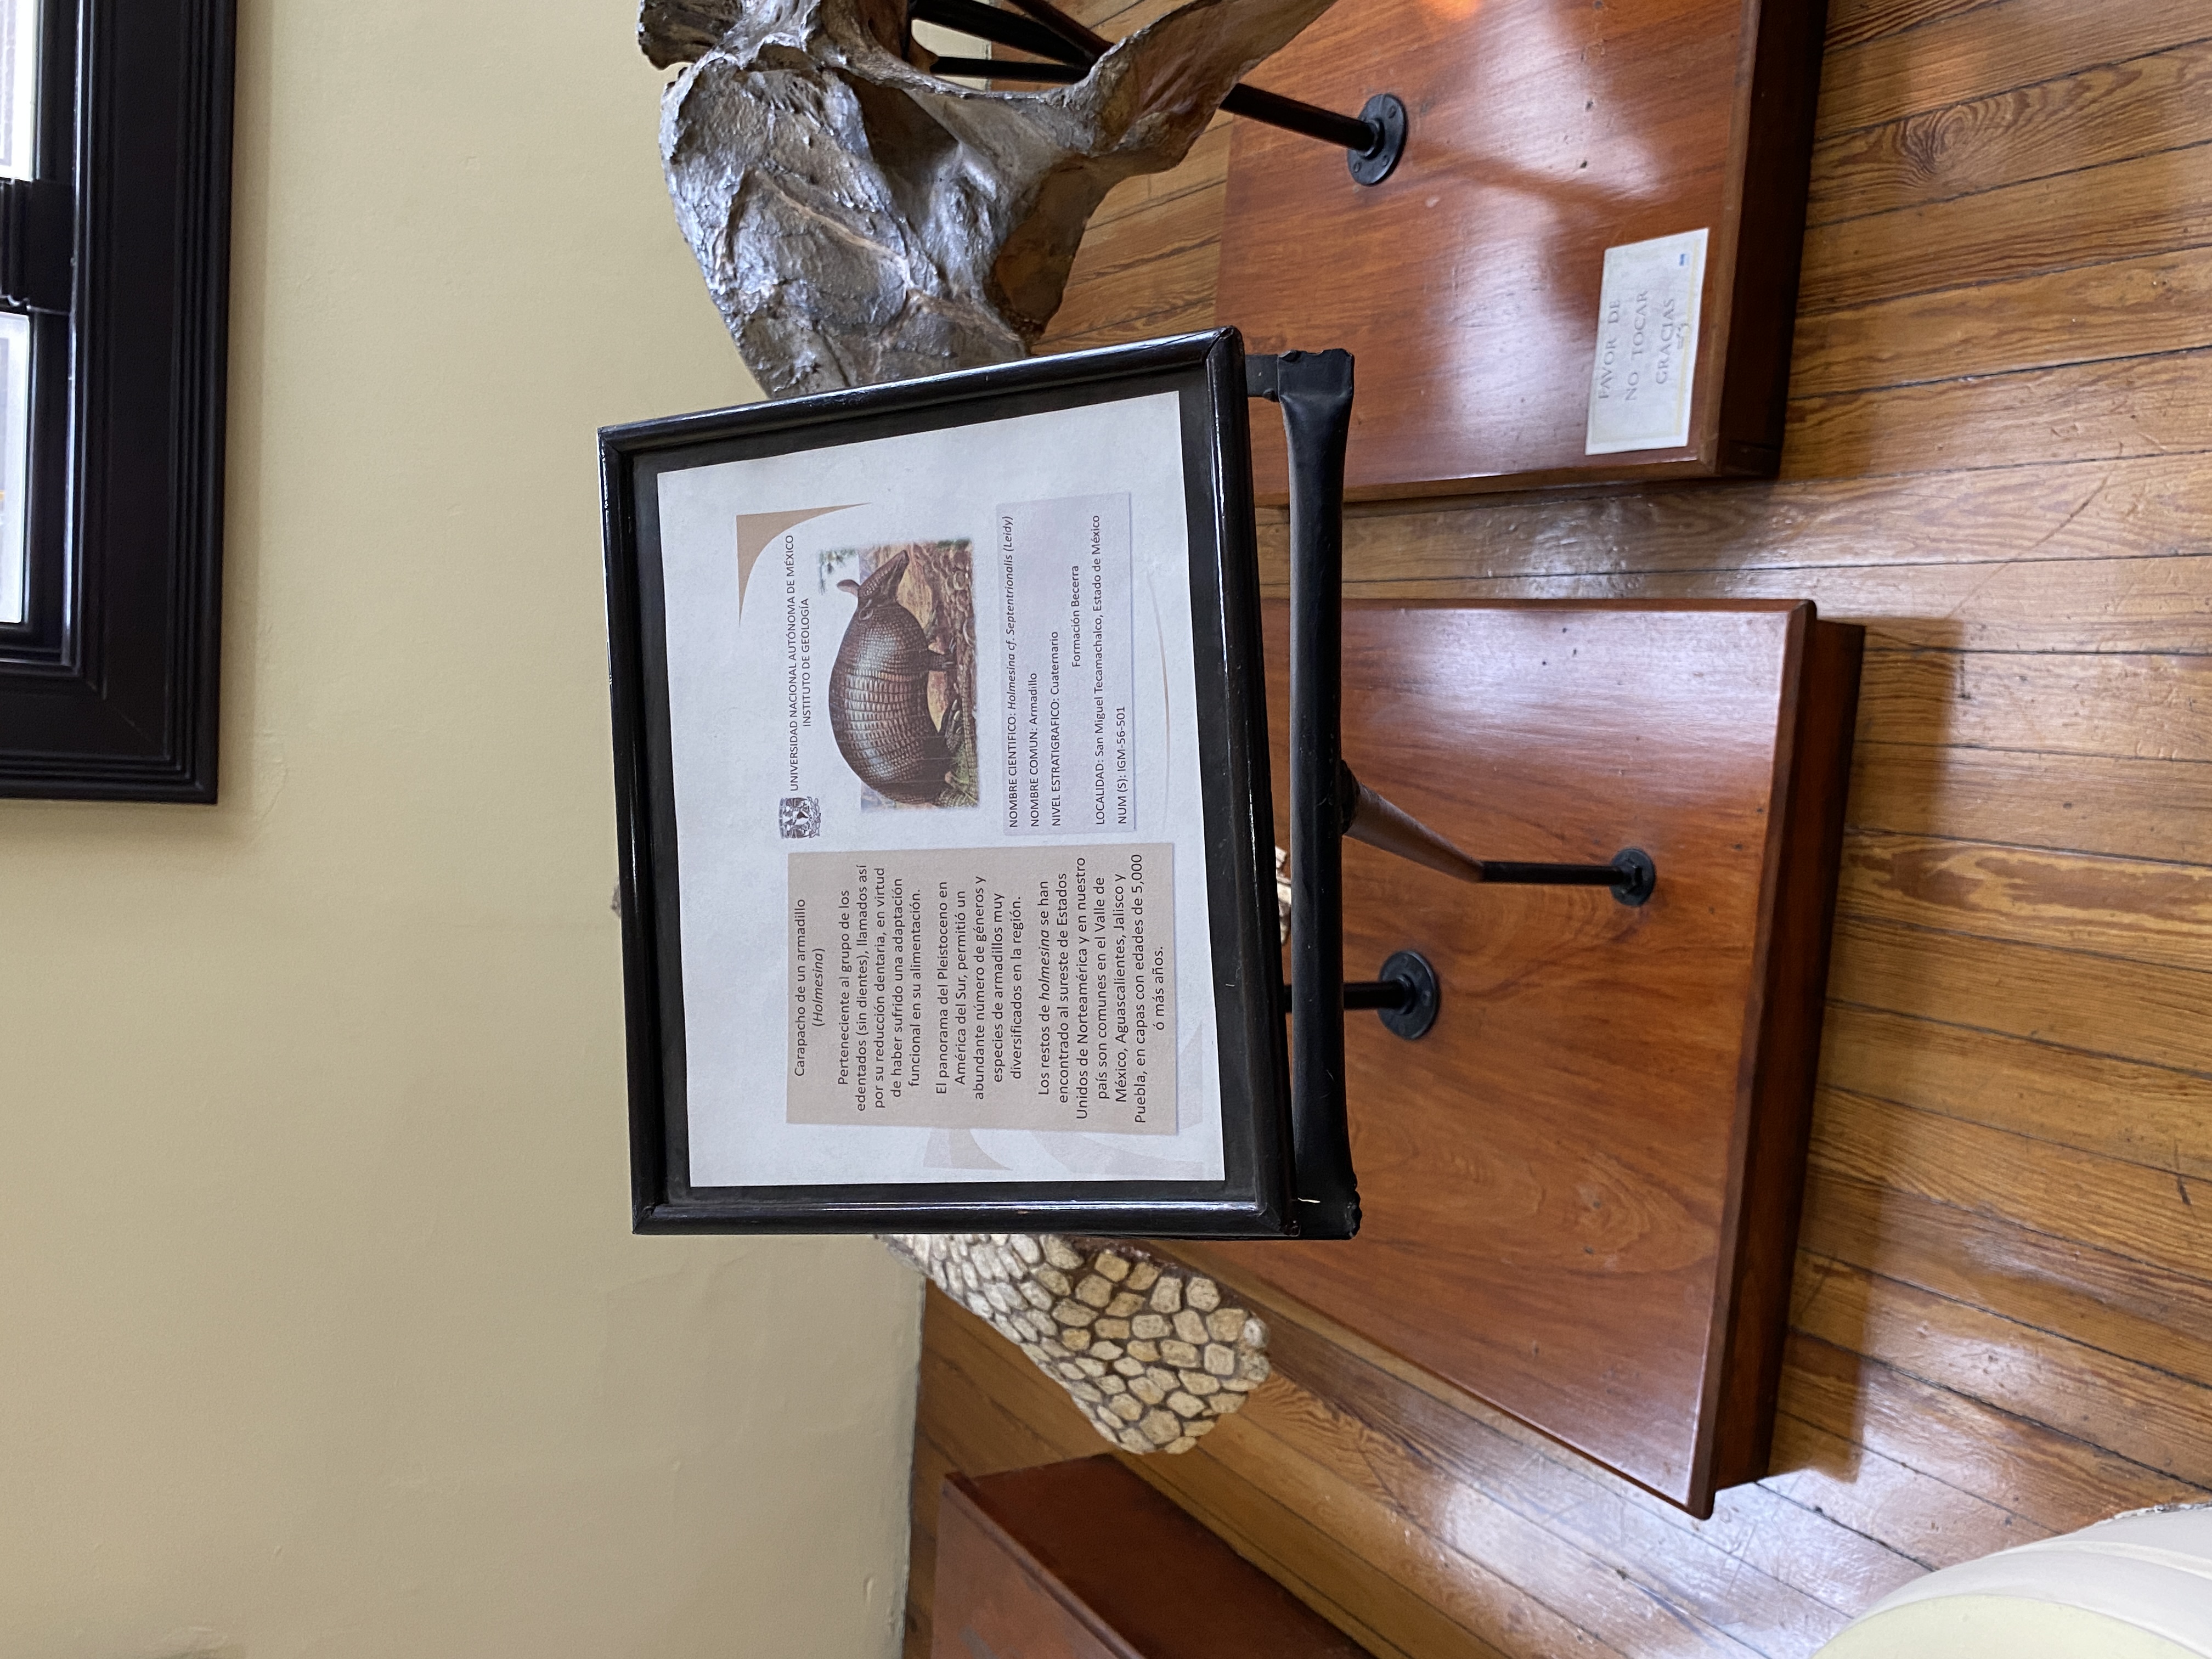 Carapacho de un armadillo
(Holmesina)
Perteneciente al grupo de los
edentados (sin dientes), llamados así
por su reducción dentaria, en virtud
de haber sufrido una adaptación
funcional en su alimentación.
El panorama del Pleistoceno en
América del Sur, permitió un
abundante número de géneros y
especies de armadillos muy
diversificados en la región.
Los restos de holmesina se han
encontrado al sureste de Estados
Unidos de Norteamérica y en nuestro
país son comunes en el Valle de
México, Aguascalientes, Jalisco y
Puebla, en capas con edades de 5,000
ó más años.
UNIVERSIDAD NACIONAL AUTÓNOMA DE MÉXICO
INSTITUTO DE GEOLOGÍA
NOMBRE CIENTIFICO: Holmesina cf. Septentrionalis (Leidy)
NOMBRE COMUN: Armadillo
NIVEL ESTRATIGRAFICO: Cuaternario
Formación Becerra
LOCALIDAD: San Miguel Tecamachalco, Estado de México
NUM (S): IGM-56-501
FAVOR DE
NO TOCAR
GRACIAS